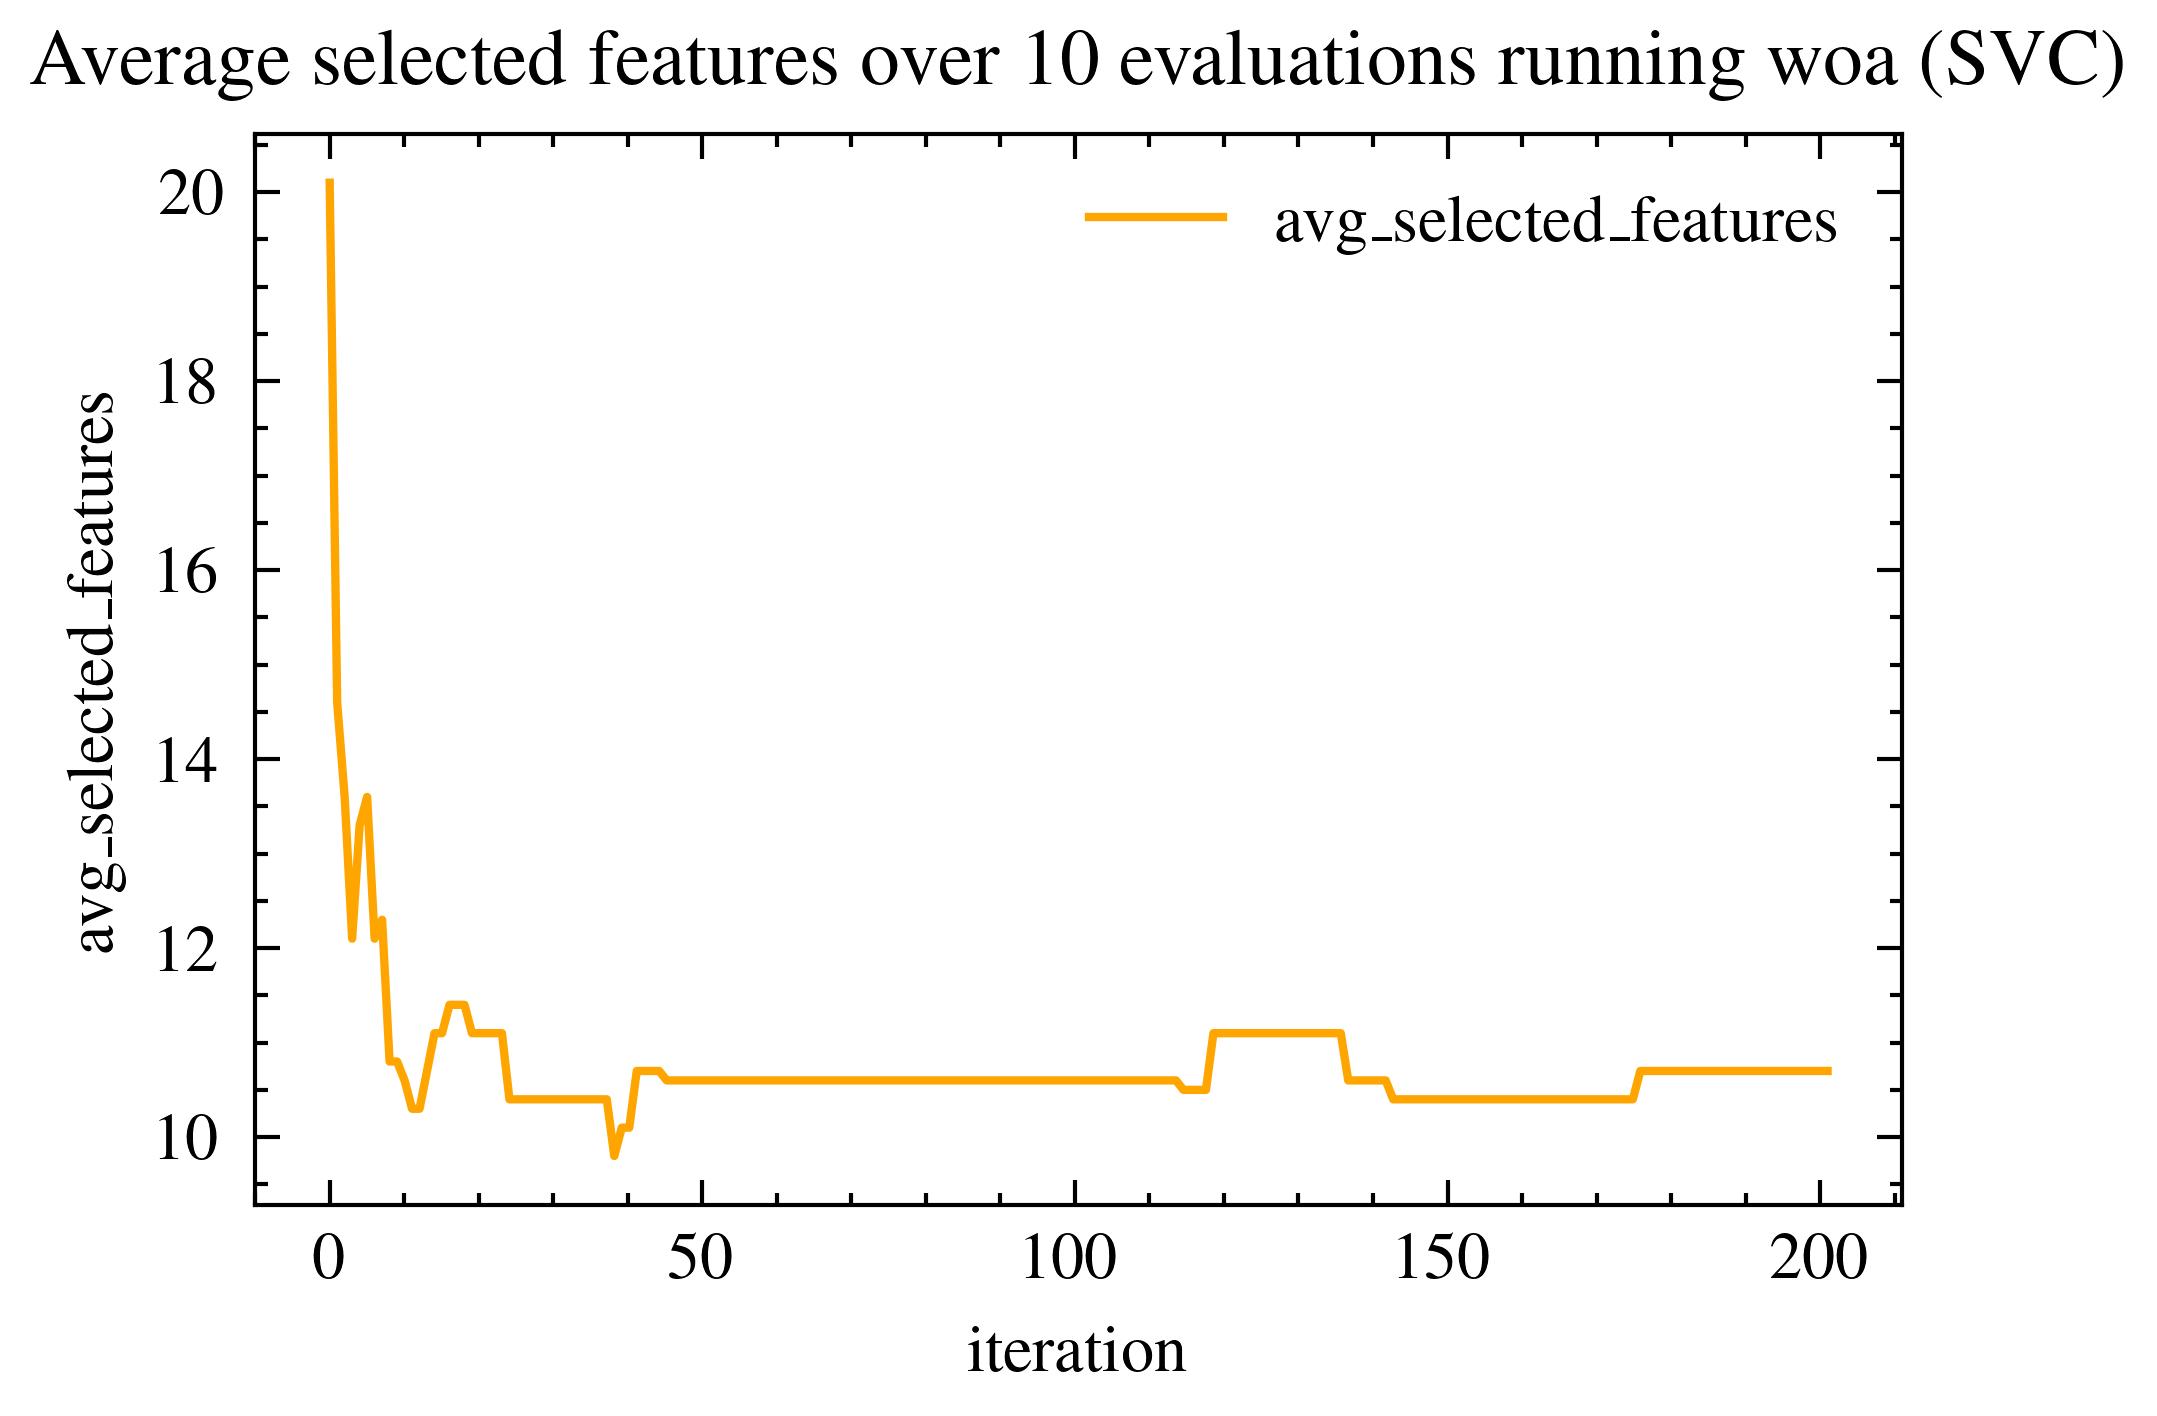 Average selected features over 10 evaluations running woa (SVC)
avg_selected_features
20
18
16
14
12
10
avg_selected_features
0 50 100 150 200
iteration